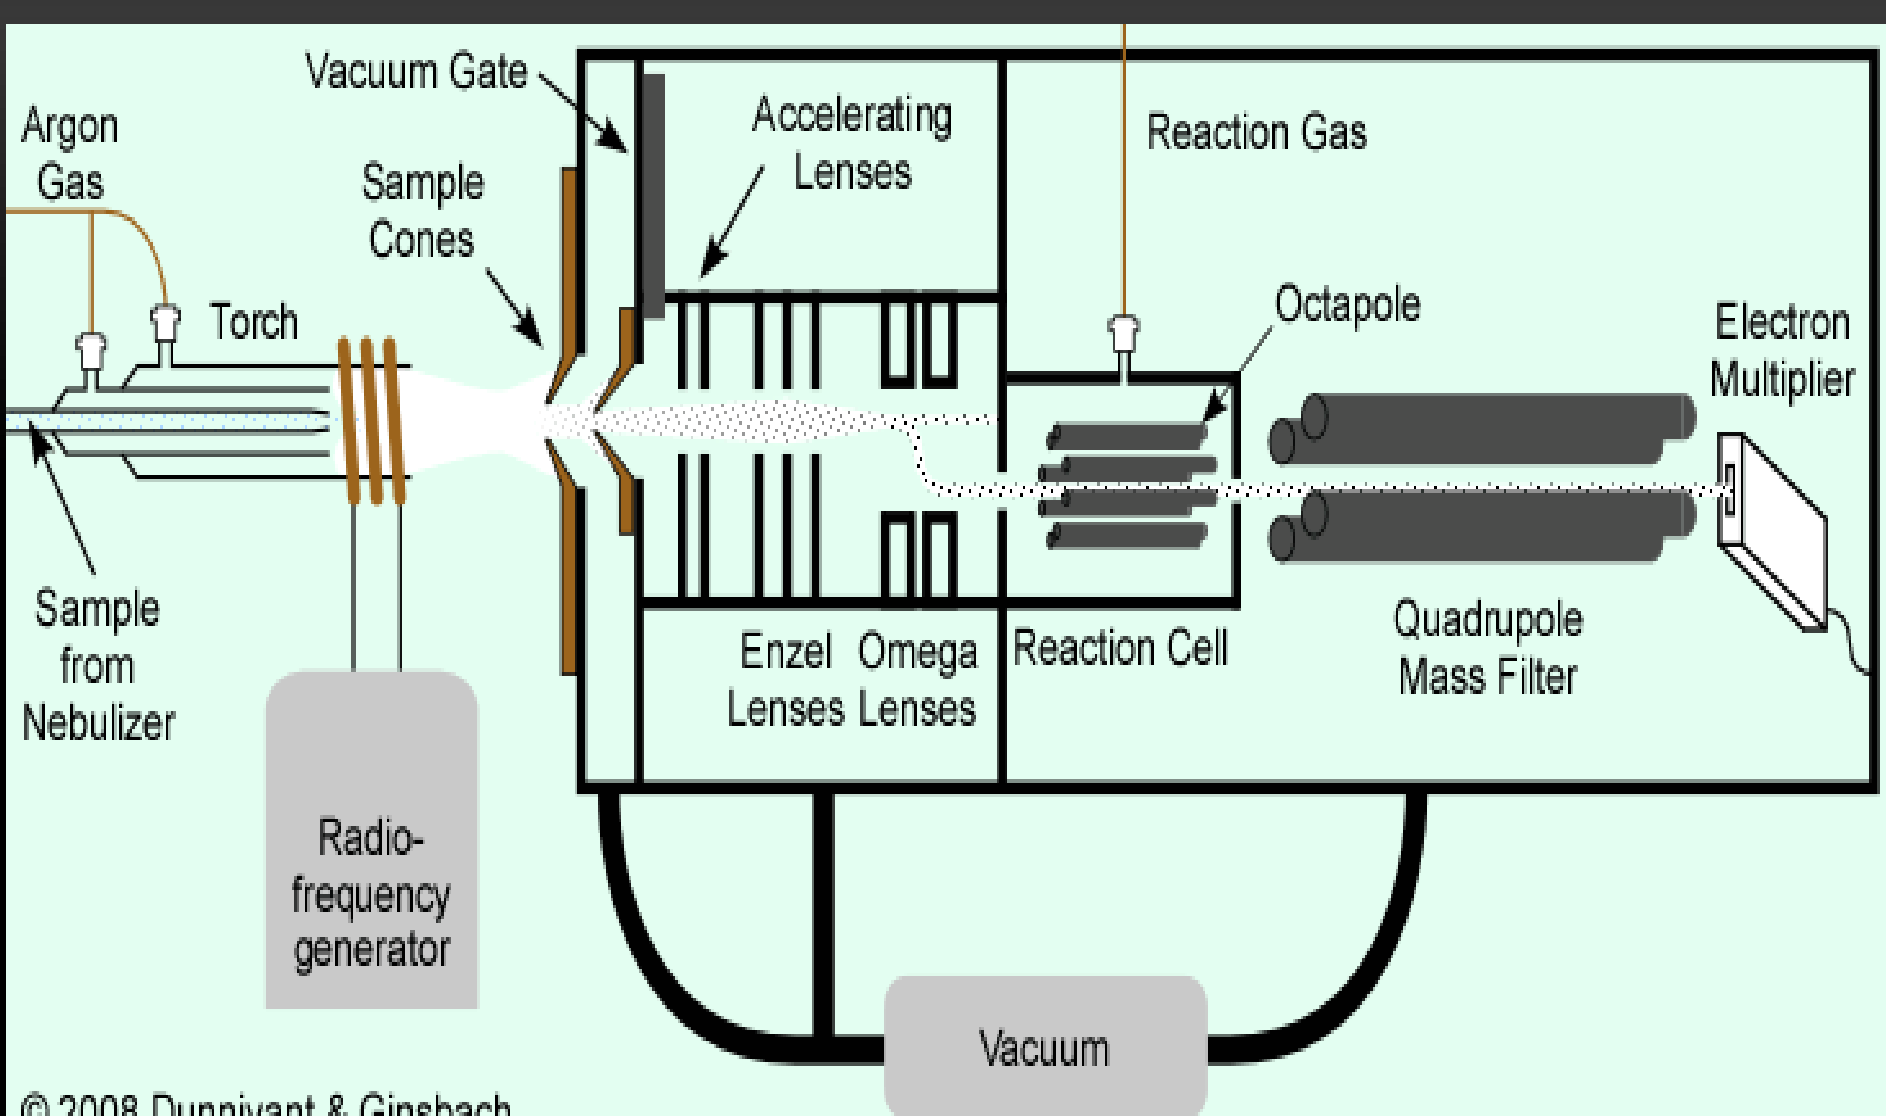 Vacuum Gate
Argon
Gas
Accelerating
Lenses
Reaction Gas
Sample
Cones
Torch
Octapole
Electron
Multiplier
Sample
from
Nebulizer
Enzel
Lenses
Omega
Lenses
Reaction Cell
Quadrupole
Mass Filter
Radio-
frequency
generator
Vacuum
© 2008 Dunnivant & Ginsbach